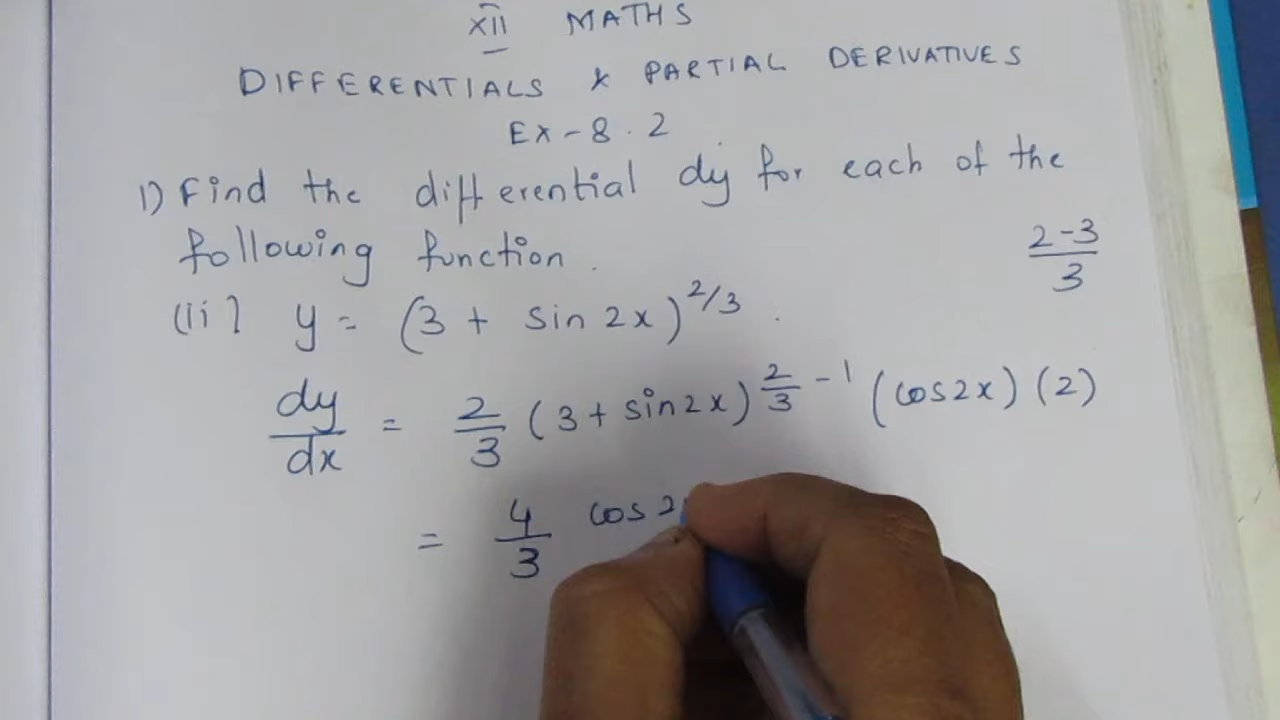 XII MATHS
DIFFERENTIALS & PARTIAL DERIVATIVES
EX-8.2
1) Find the differential dy for each of the
following function.
2-3/3
(ii) y = (3 + sin 2x)^2/3.
dy/dx = 2/3 (3 + sin2x)^2/3 - 1 (cos2x) (2)
= 4/3 cos 2